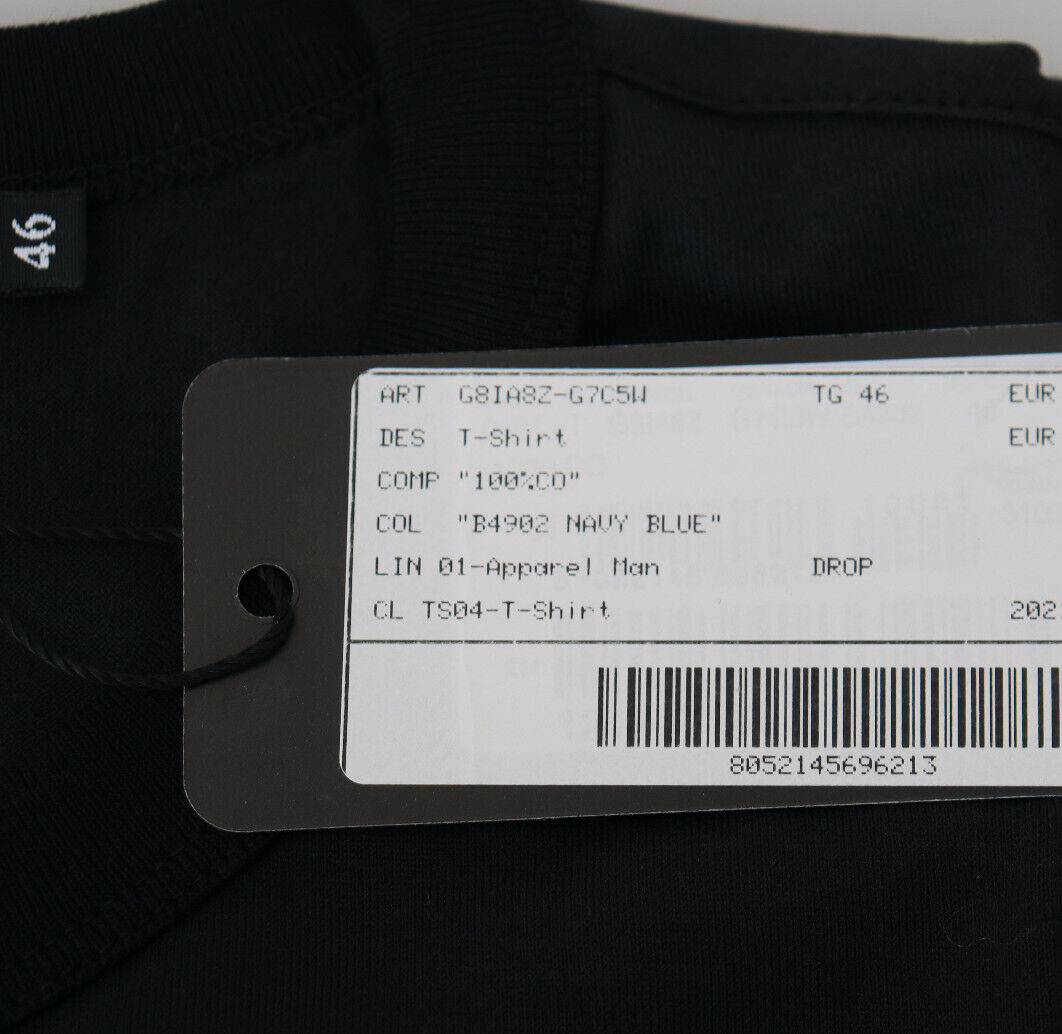 46
ART G8IA8Z-G7C5W TG 46 EUR
DES T-Shirt EUR
COMP "100%CO"
COL "B4902 NAVY BLUE"
LIN 01-Apparel Man DROP
CL TS04-T-Shirt 202
8052145696213